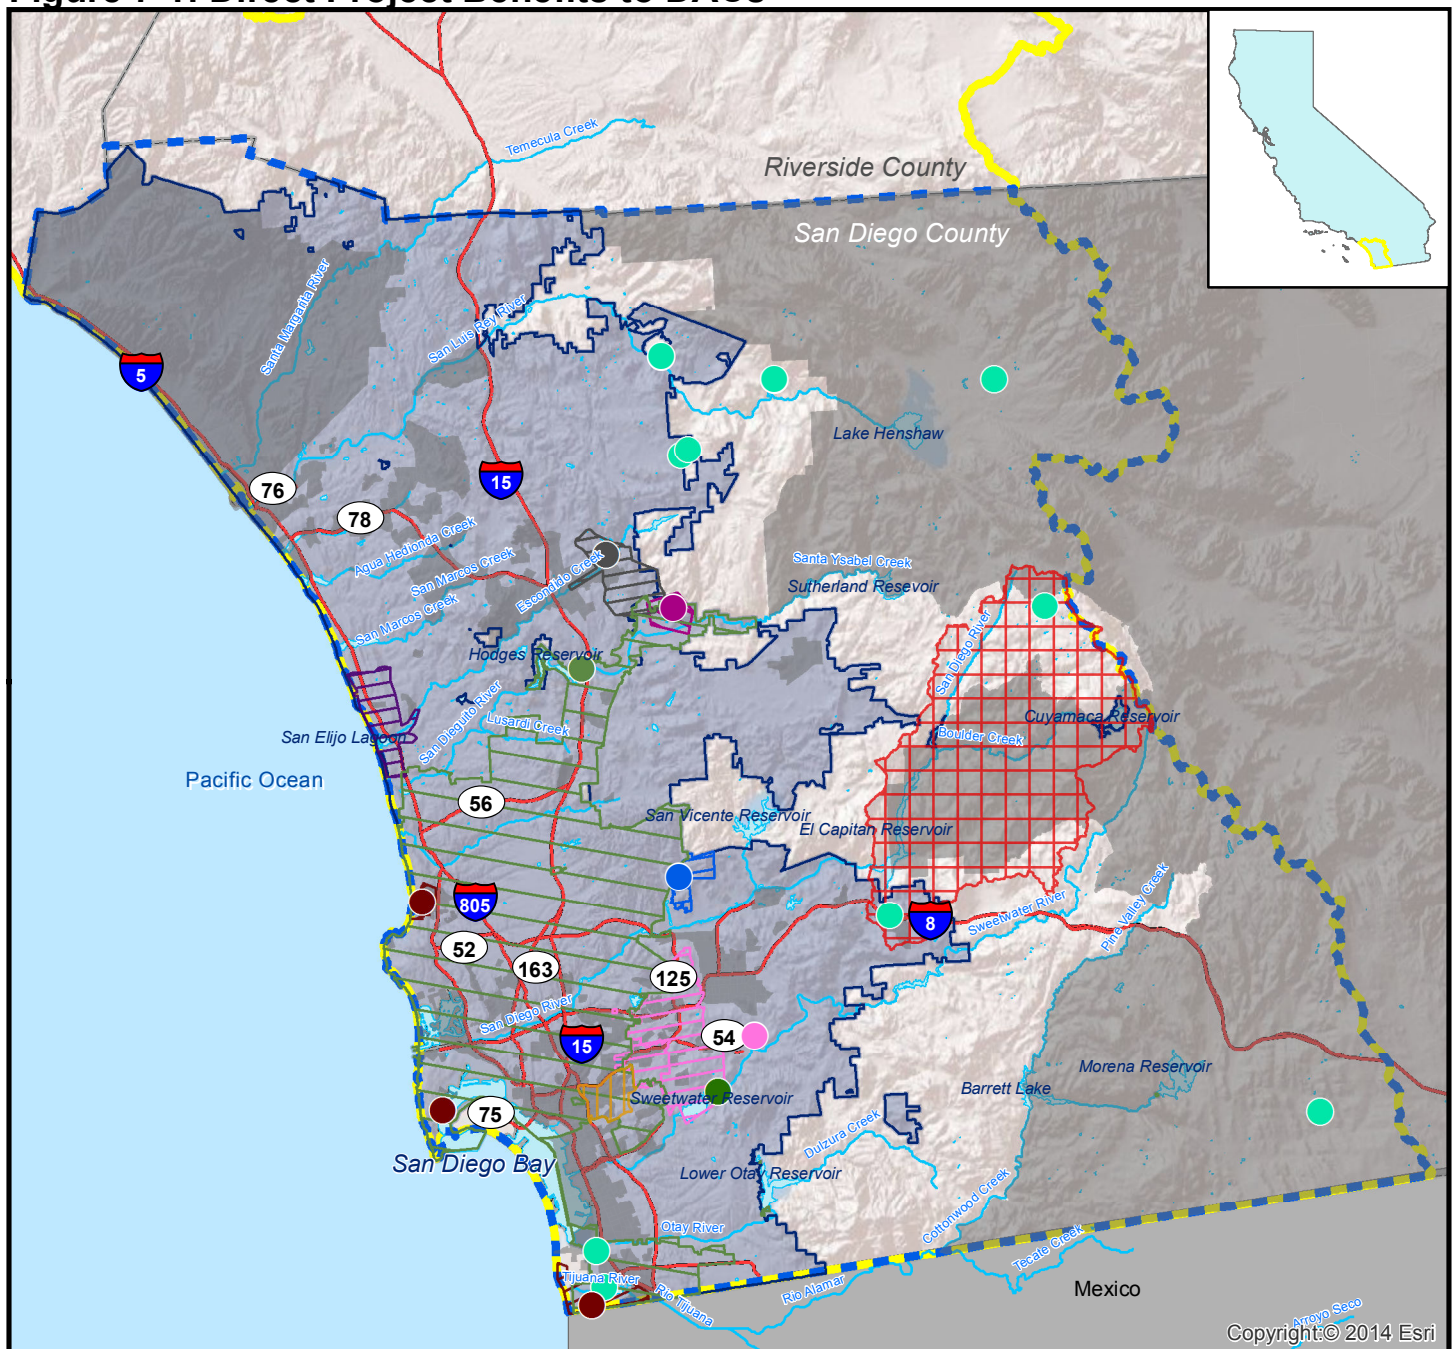 Riverside County
San Diego County
Temecula Creek
Santa Margarita River
San Luis Rey River
5
Lake Henshaw
76
15
78
Agua Hedionda Creek
San Marcos Creek
Escondido Creek
San Marcos Creek
Santa Ysabel Creek
Sutherland Resevoir
Hodges Reservoir
San Diego River
San Dieguito River
Lusardi Creek
San Elijo Lagoon
Cuyamaca Reservoir
Boulder Creek
Pacific Ocean
56
San Vicente Reservoir
El Capitan Reservoir
805
8
Sweetwater River
Pine Valley Creek
52
163
125
San Diego River
15
54
Morena Reservoir
Barrett Lake
Sweetwater Reservoir
75
Dulzura Creek
San Diego Bay
Lower Otay Reservoir
Otay River
Cottonwood Creek
Tecate Creek
Tijuana River
Rio Tijuana
Rio Alamar
Mexico
Arroyo Seco
Copyright:© 2014 Esri